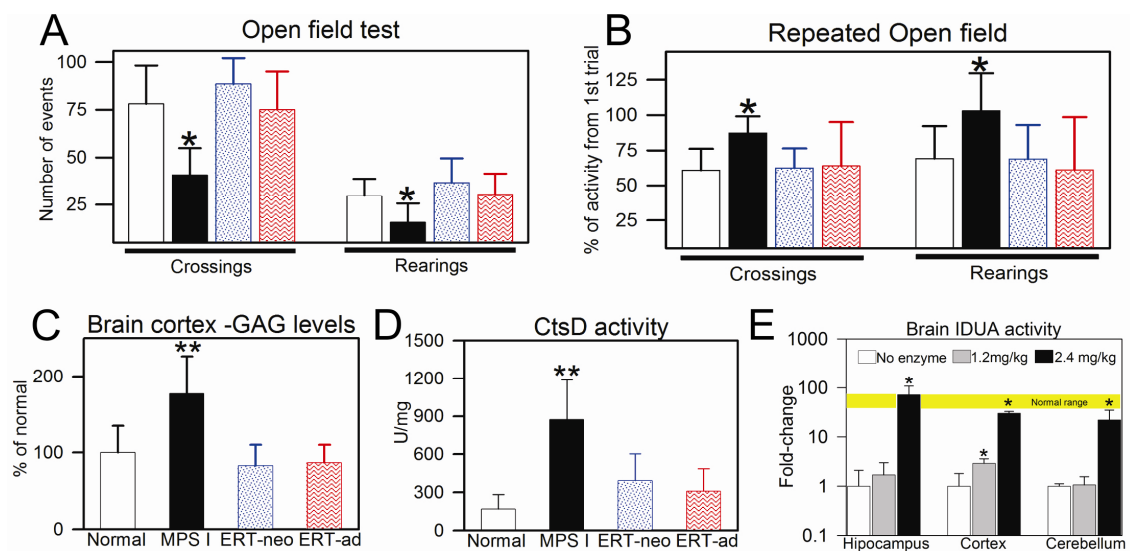 A
Open field test
Number of events
100
75
50
25
*
*
Crossings
Rearings
B
Repeated Open field
% of activity from 1st trial
125
100
75
50
25
*
*
Crossings
Rearings
C
Brain cortex -GAG levels
% of normal
200
100
0
**
Normal
MPS I
ERT-neo
ERT-ad
D
CtsD activity
U/mg
1500
1200
900
600
300
0
**
Normal
MPS I
ERT-neo
ERT-ad
E
Brain IDUA activity
Fold-change
1000
100
10
1
0.1
No enzyme
1.2mg/kg
2.4 mg/kg
Normal range
*
*
*
*
Hipocampus
Cortex
Cerebellum